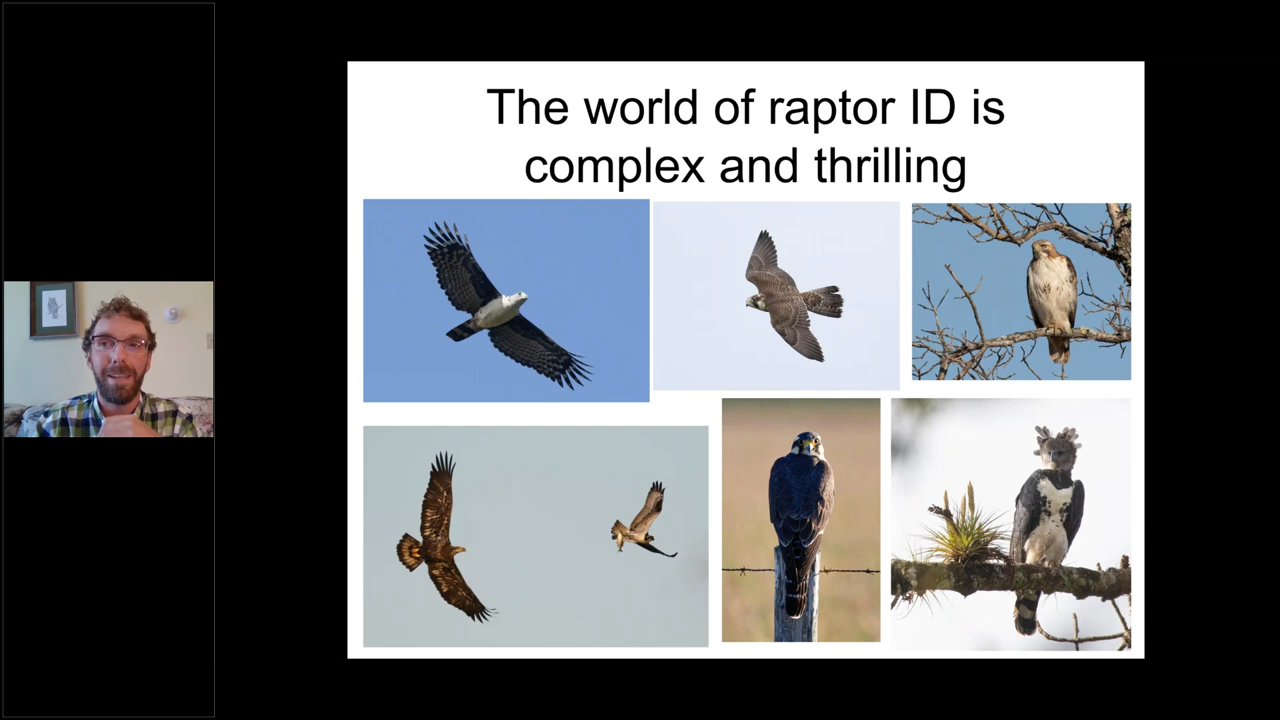 The world of raptor ID is
complex and thrilling